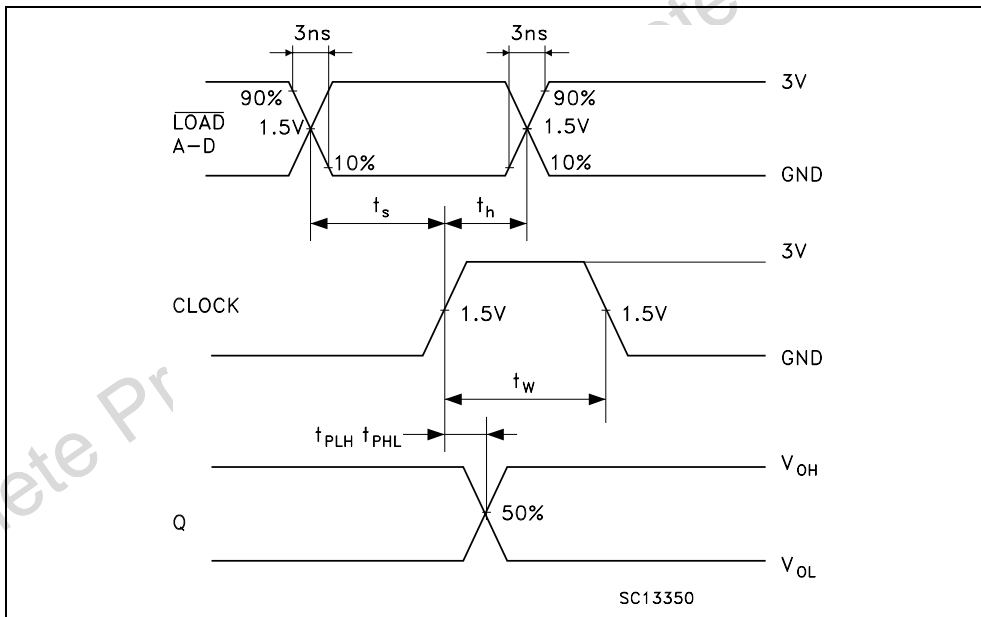 3ns 3ns
90% 90% 3V
LOAD 1.5V 1.5V
A-D 10% 10% GND
ts th
3V
CLOCK 1.5V 1.5V
GND
tW
tPLH tPHL
VOH
Q 50%
VOL
SC13350